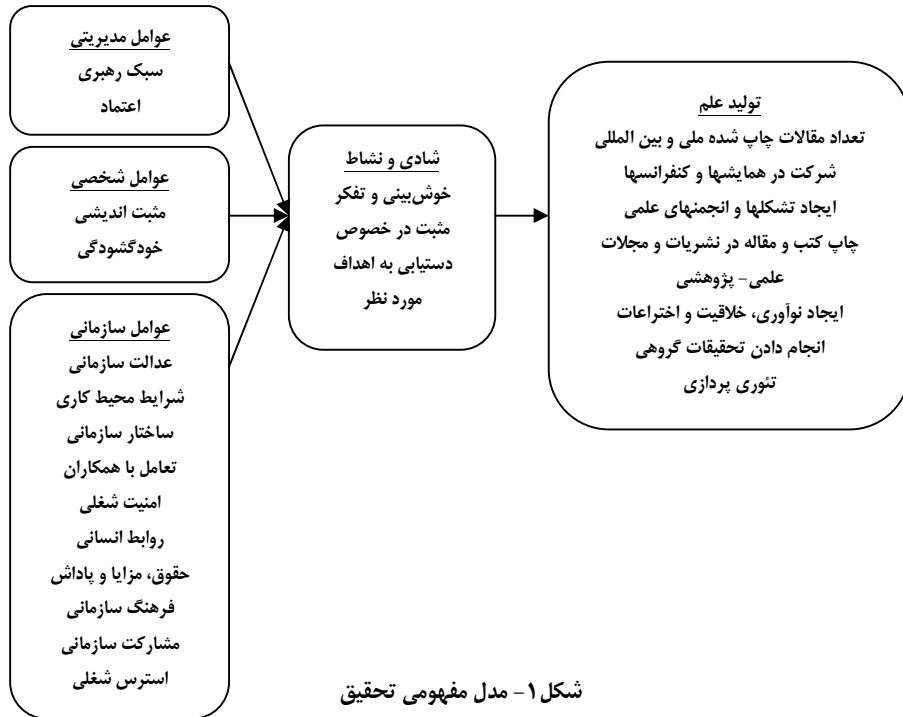 عوامل مدیریتی
سبک رهبری
اعتماد
عوامل شخصی
مثبت اندیشی
خودگشودگی
عوامل سازمانی
عدالت سازمانی
شرایط محیط کاری
ساختار سازمانی
تعامل با همکاران
امنیت شغلی
روابط انسانی
حقوق، مزایا و پاداش
فرهنگ سازمانی
مشارکت سازمانی
استرس شغلی
شادی و نشاط
خوش‌بینی و تفکر
مثبت در خصوص
دستیابی به اهداف
مورد نظر
تولید علم
تعداد مقالات چاپ شده ملی و بین المللی
شرکت در همایشها و کنفرانسها
ایجاد تشکلها و انجمنهای علمی
چاپ کتب و مقاله در نشریات و مجلات
علمی- پژوهشی
ایجاد نوآوری، خلاقیت و اختراعات
انجام دادن تحقیقات گروهی
تئوری پردازی
شکل۱- مدل مفهومی تحقیق